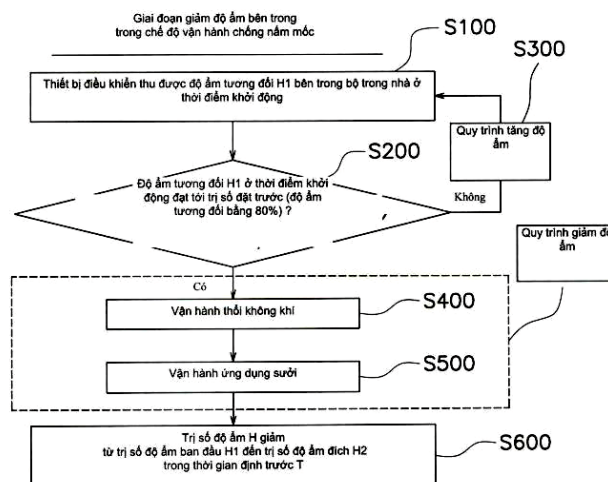 Giai đoạn giảm độ ẩm bên trong
trong chế độ vận hành chống nấm mốc
S100
S300
Thiết bị điều khiển thu được độ ẩm tương đối H1 bên trong bộ trong nhà ở
thời điểm khởi động
Quy trình tăng độ
ẩm
S200
Độ ẩm tương đối H1 ở thời điểm khởi
động đạt tới trị số đặt trước (độ ẩm
tương đối bằng 80%) ?
Không
Quy trình giảm độ
ẩm
Có
S400
Vận hành thổi không khí
S500
Vận hành ứng dụng sưởi
Trị số độ ẩm H giảm
từ trị số độ ẩm ban đầu H1 đến trị số độ ẩm đích H2
trong thời gian định trước T
S600